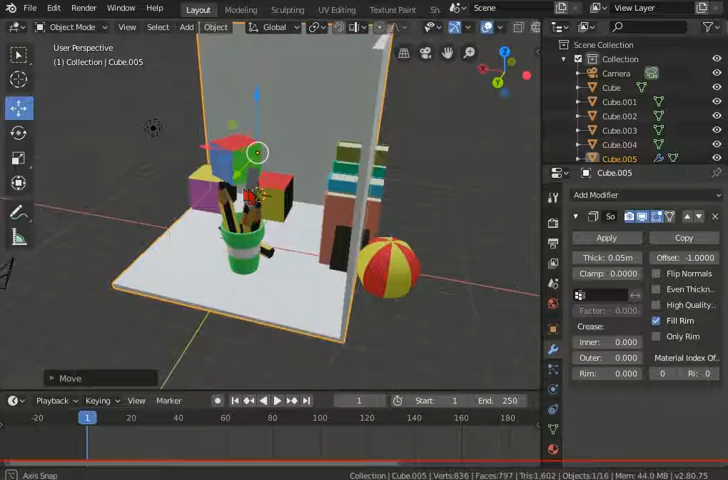 File Edit Render Window Help Layout Modeling Sculpting UV Editing Texture Paint Sh Scene View Layer
Object Mode View Select Add Object Global
User Perspective
(1) Collection | Cube.005
Scene Collection
Collection
Camera
Cube
Cube.001
Cube.002
Cube.003
Cube.004
Cube.005
Cube.005
Add Modifier
So
Apply Copy
Thick: 0.05m Offset: -1.0000
Clamp: 0.0000 Flip Normals
Even Thickn..
High Quality..
Factor: 0.000 Fill Rim
Crease: Only Rim
Inner: 0.000 Material Index Of..
Outer: 0.000
Rim: 0.000 0 Ri: 0
Move
Playback Keying View Marker 1 Start: 1 End: 250
-20 0 20 40 60 80 100 120 140 160 180
1
Axis Snap Collection | Cube.005 | Verts:836 | Faces:797 | Tris:1,602 | Objects:1/16 | Mem: 44.0 MB | v2.80.75